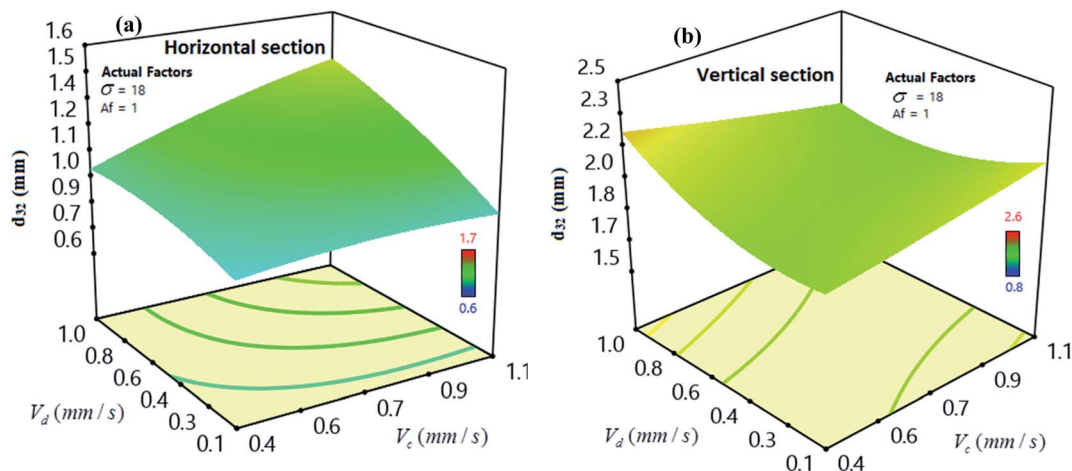 (a)
Horizontal section
Actual Factors
σ = 18
Af = 1
1.6
1.5
1.4
1.3
1.2
1.1
1.0
0.9
0.7
0.6
d32 (mm)
1.7
0.6
1.0
0.8
0.6
0.4
0.3
0.1
V_d (mm / s)
0.4
0.6
0.7
0.9
1.1
V_c (mm / s)
(b)
Vertical section
Actual Factors
σ = 18
Af = 1
2.5
2.3
2.2
2.0
1.8
1.7
1.5
d32 (mm)
2.6
0.8
1.0
0.8
0.6
0.4
0.3
0.1
V_d (mm / s)
0.4
0.6
0.7
0.9
1.1
V_c (mm / s)